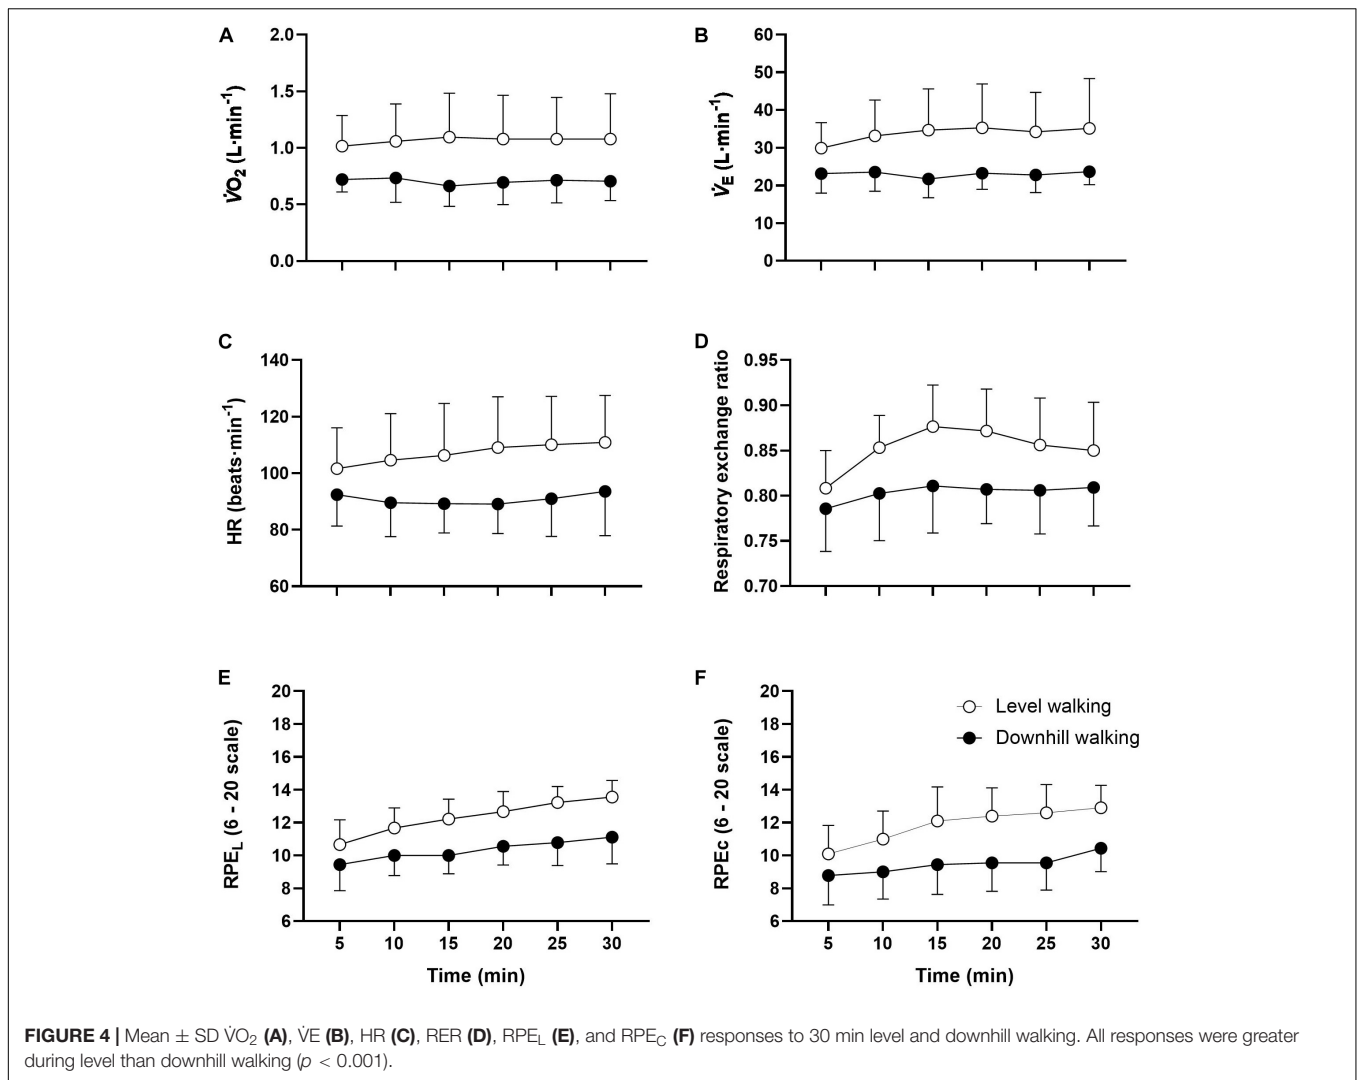 A
2.0
1.5
1.0
0.5
0.0
V̇O₂ (L·min⁻¹)
B
60
50
40
30
20
10
0
V̇E (L·min⁻¹)
C
140
120
100
80
60
HR (beats·min⁻¹)
D
0.95
0.90
0.85
0.80
0.75
0.70
Respiratory exchange ratio
E
20
18
16
14
12
10
8
6
RPE_L (6 - 20 scale)
5 10 15 20 25 30
Time (min)
F
20
18
16
14
12
10
8
6
RPEc (6 - 20 scale)
Level walking
Downhill walking
5 10 15 20 25 30
Time (min)
FIGURE 4 | Mean ± SD V̇O₂ (A), V̇E (B), HR (C), RER (D), RPE_L (E), and RPE_C (F) responses to 30 min level and downhill walking. All responses were greater
during level than downhill walking (p < 0.001).